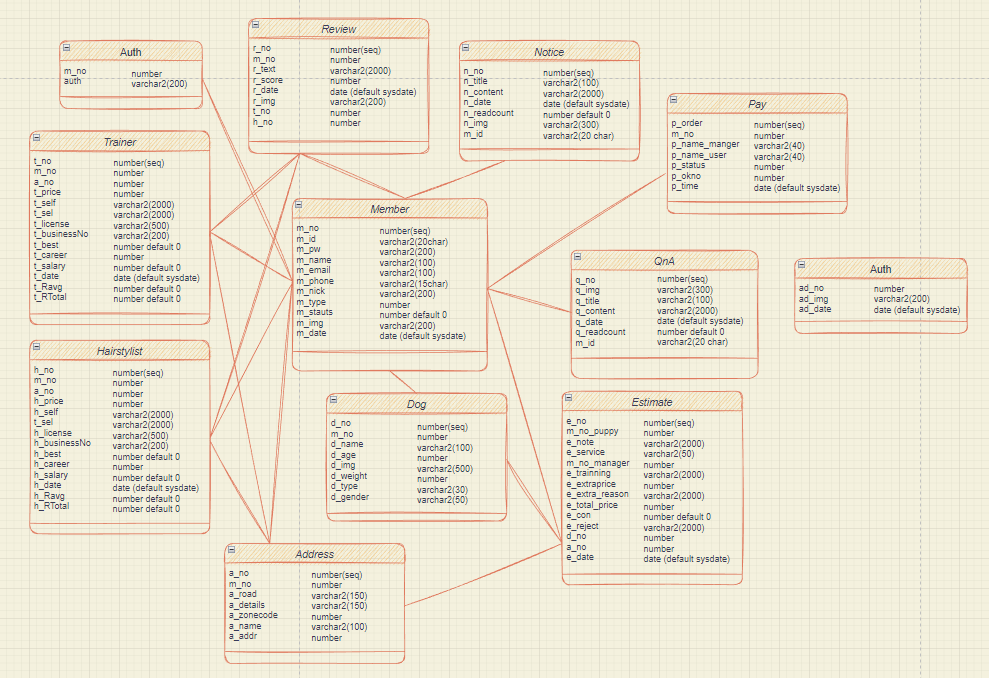 Auth
m_no number
auth varchar2(200)
Review
r_no number(seq)
m_no number
r_text varchar2(2000)
r_score number
r_date date (default sysdate)
r_img varchar2(200)
t_no number
h_no number
Notice
n_no number(seq)
n_title varchar2(100)
n_content varchar2(2000)
n_date date (default sysdate)
n_readcount number default 0
n_img varchar2(300)
m_id varchar2(20 char)
Pay
p_order number(seq)
m_no number
p_name_manger varchar2(40)
p_name_user varchar2(40)
p_status number
p_okno number
p_time date (default sysdate)
Trainer
t_no number(seq)
m_no number
a_no number
t_price number
t_self varchar2(2000)
t_sel varchar2(2000)
t_license varchar2(500)
t_businessNo varchar2(200)
t_best number default 0
t_career number
t_salary number default 0
t_date date (default sysdate)
t_Ravg number default 0
t_RTotal number default 0
Member
m_no number(seq)
m_id varchar2(20char)
m_pw varchar2(200)
m_name varchar2(100)
m_email varchar2(100)
m_phone varchar2(15char)
m_nick varchar2(200)
m_type number
m_stauts number default 0
m_img varchar2(200)
m_date date (default sysdate)
QnA
q_no number(seq)
q_img varchar2(300)
q_title varchar2(100)
q_content varchar2(2000)
q_date date (default sysdate)
q_readcount number default 0
m_id varchar2(20 char)
Auth
ad_no number
ad_img varchar2(200)
ad_date date (default sysdate)
Hairstylist
h_no number(seq)
m_no number
a_no number
h_price number
h_self varchar2(2000)
t_sel varchar2(2000)
h_license varchar2(500)
h_businessNo varchar2(200)
h_best number default 0
h_career number
h_salary number default 0
h_date date (default sysdate)
h_Ravg number default 0
h_RTotal number default 0
Dog
d_no number(seq)
m_no number
d_name varchar2(100)
d_age number
d_img varchar2(500)
d_weight number
d_type varchar2(30)
d_gender varchar2(50)
Estimate
e_no number(seq)
m_no_puppy number
e_note varchar2(2000)
e_service varchar2(50)
m_no_manager number
e_trainning varchar2(2000)
e_extraprice number
e_extra_reason varchar2(2000)
e_total_price number
e_con number default 0
e_reject varchar2(2000)
d_no number
a_no number
e_date date (default sysdate)
Address
a_no number(seq)
m_no number
a_road varchar2(150)
a_details varchar2(150)
a_zonecode number
a_name varchar2(100)
a_addr number